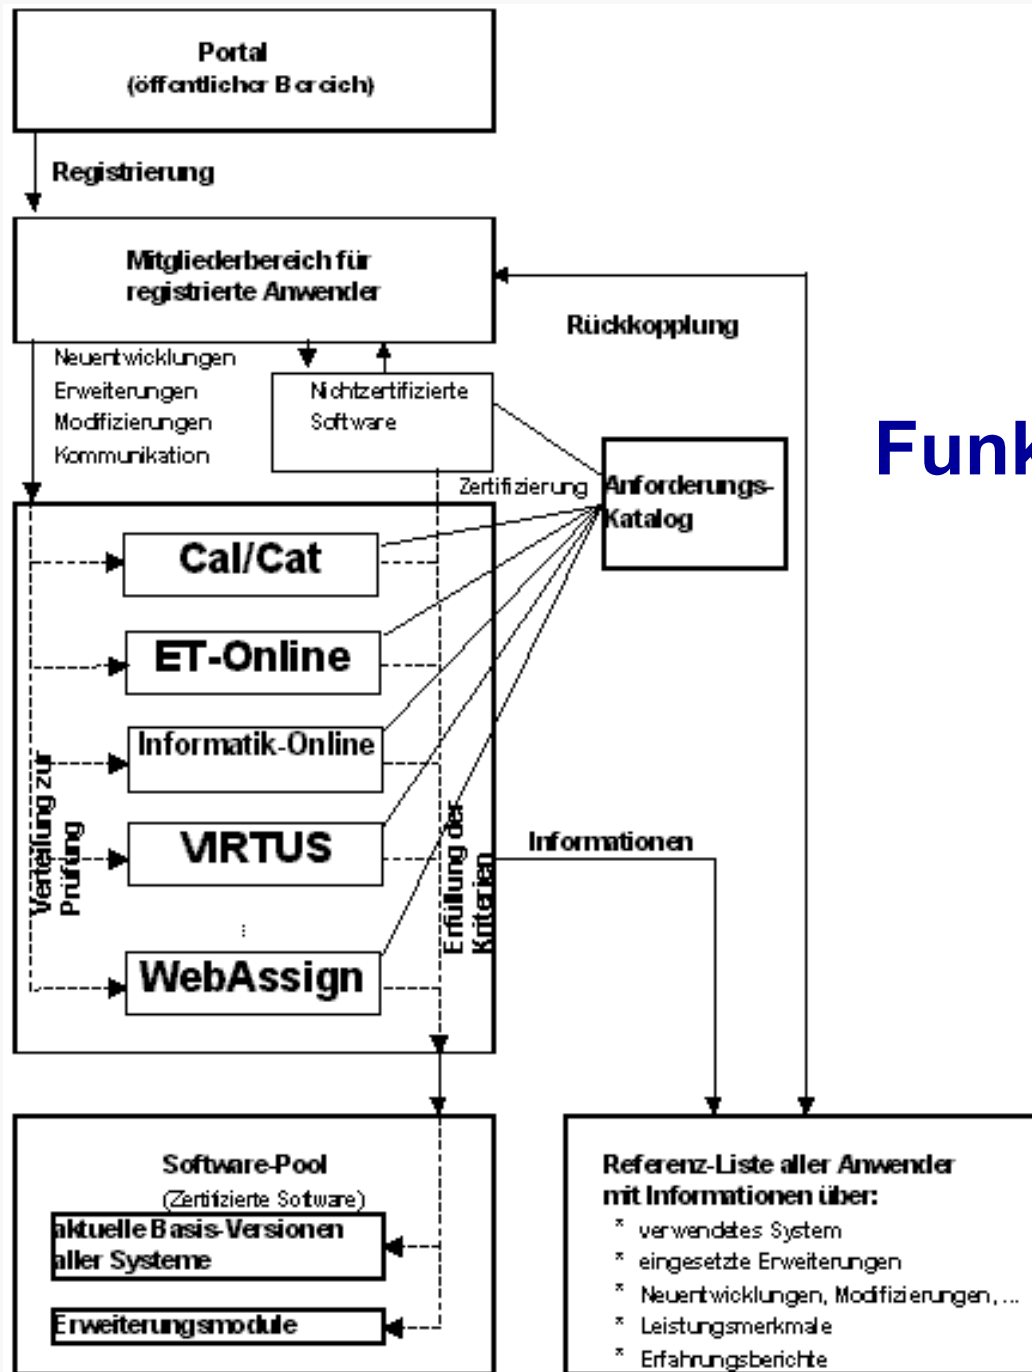 Portal
(öffentlicher Bereich)
Registrierung
Mitgliederbereich für
registrierte Anwender
Rückkopplung
Neuentwicklungen
Erweiterungen
Modifizierungen
Kommunikation
Nichtzertifizierte
Software
Funk
Zertifizierung
Anforderungs-
Katalog
Cal/Cat
ET-Online
Informatik-Online
VIRTUS
⋮
WebAssign
Verteilung zur
Prüfung
Erfüllung der
Kriterien
Informationen
Software-Pool
(Zertifizierte Software)
aktuelle Basis-Versionen
aller Systeme
Erweiterungsmodule
Referenz-Liste aller Anwender
mit Informationen über:
* verwendetes System
* eingesetzte Erweiterungen
* Neuentwicklungen, Modifizierungen, ...
* Leistungsmerkmale
* Erfahrungsberichte